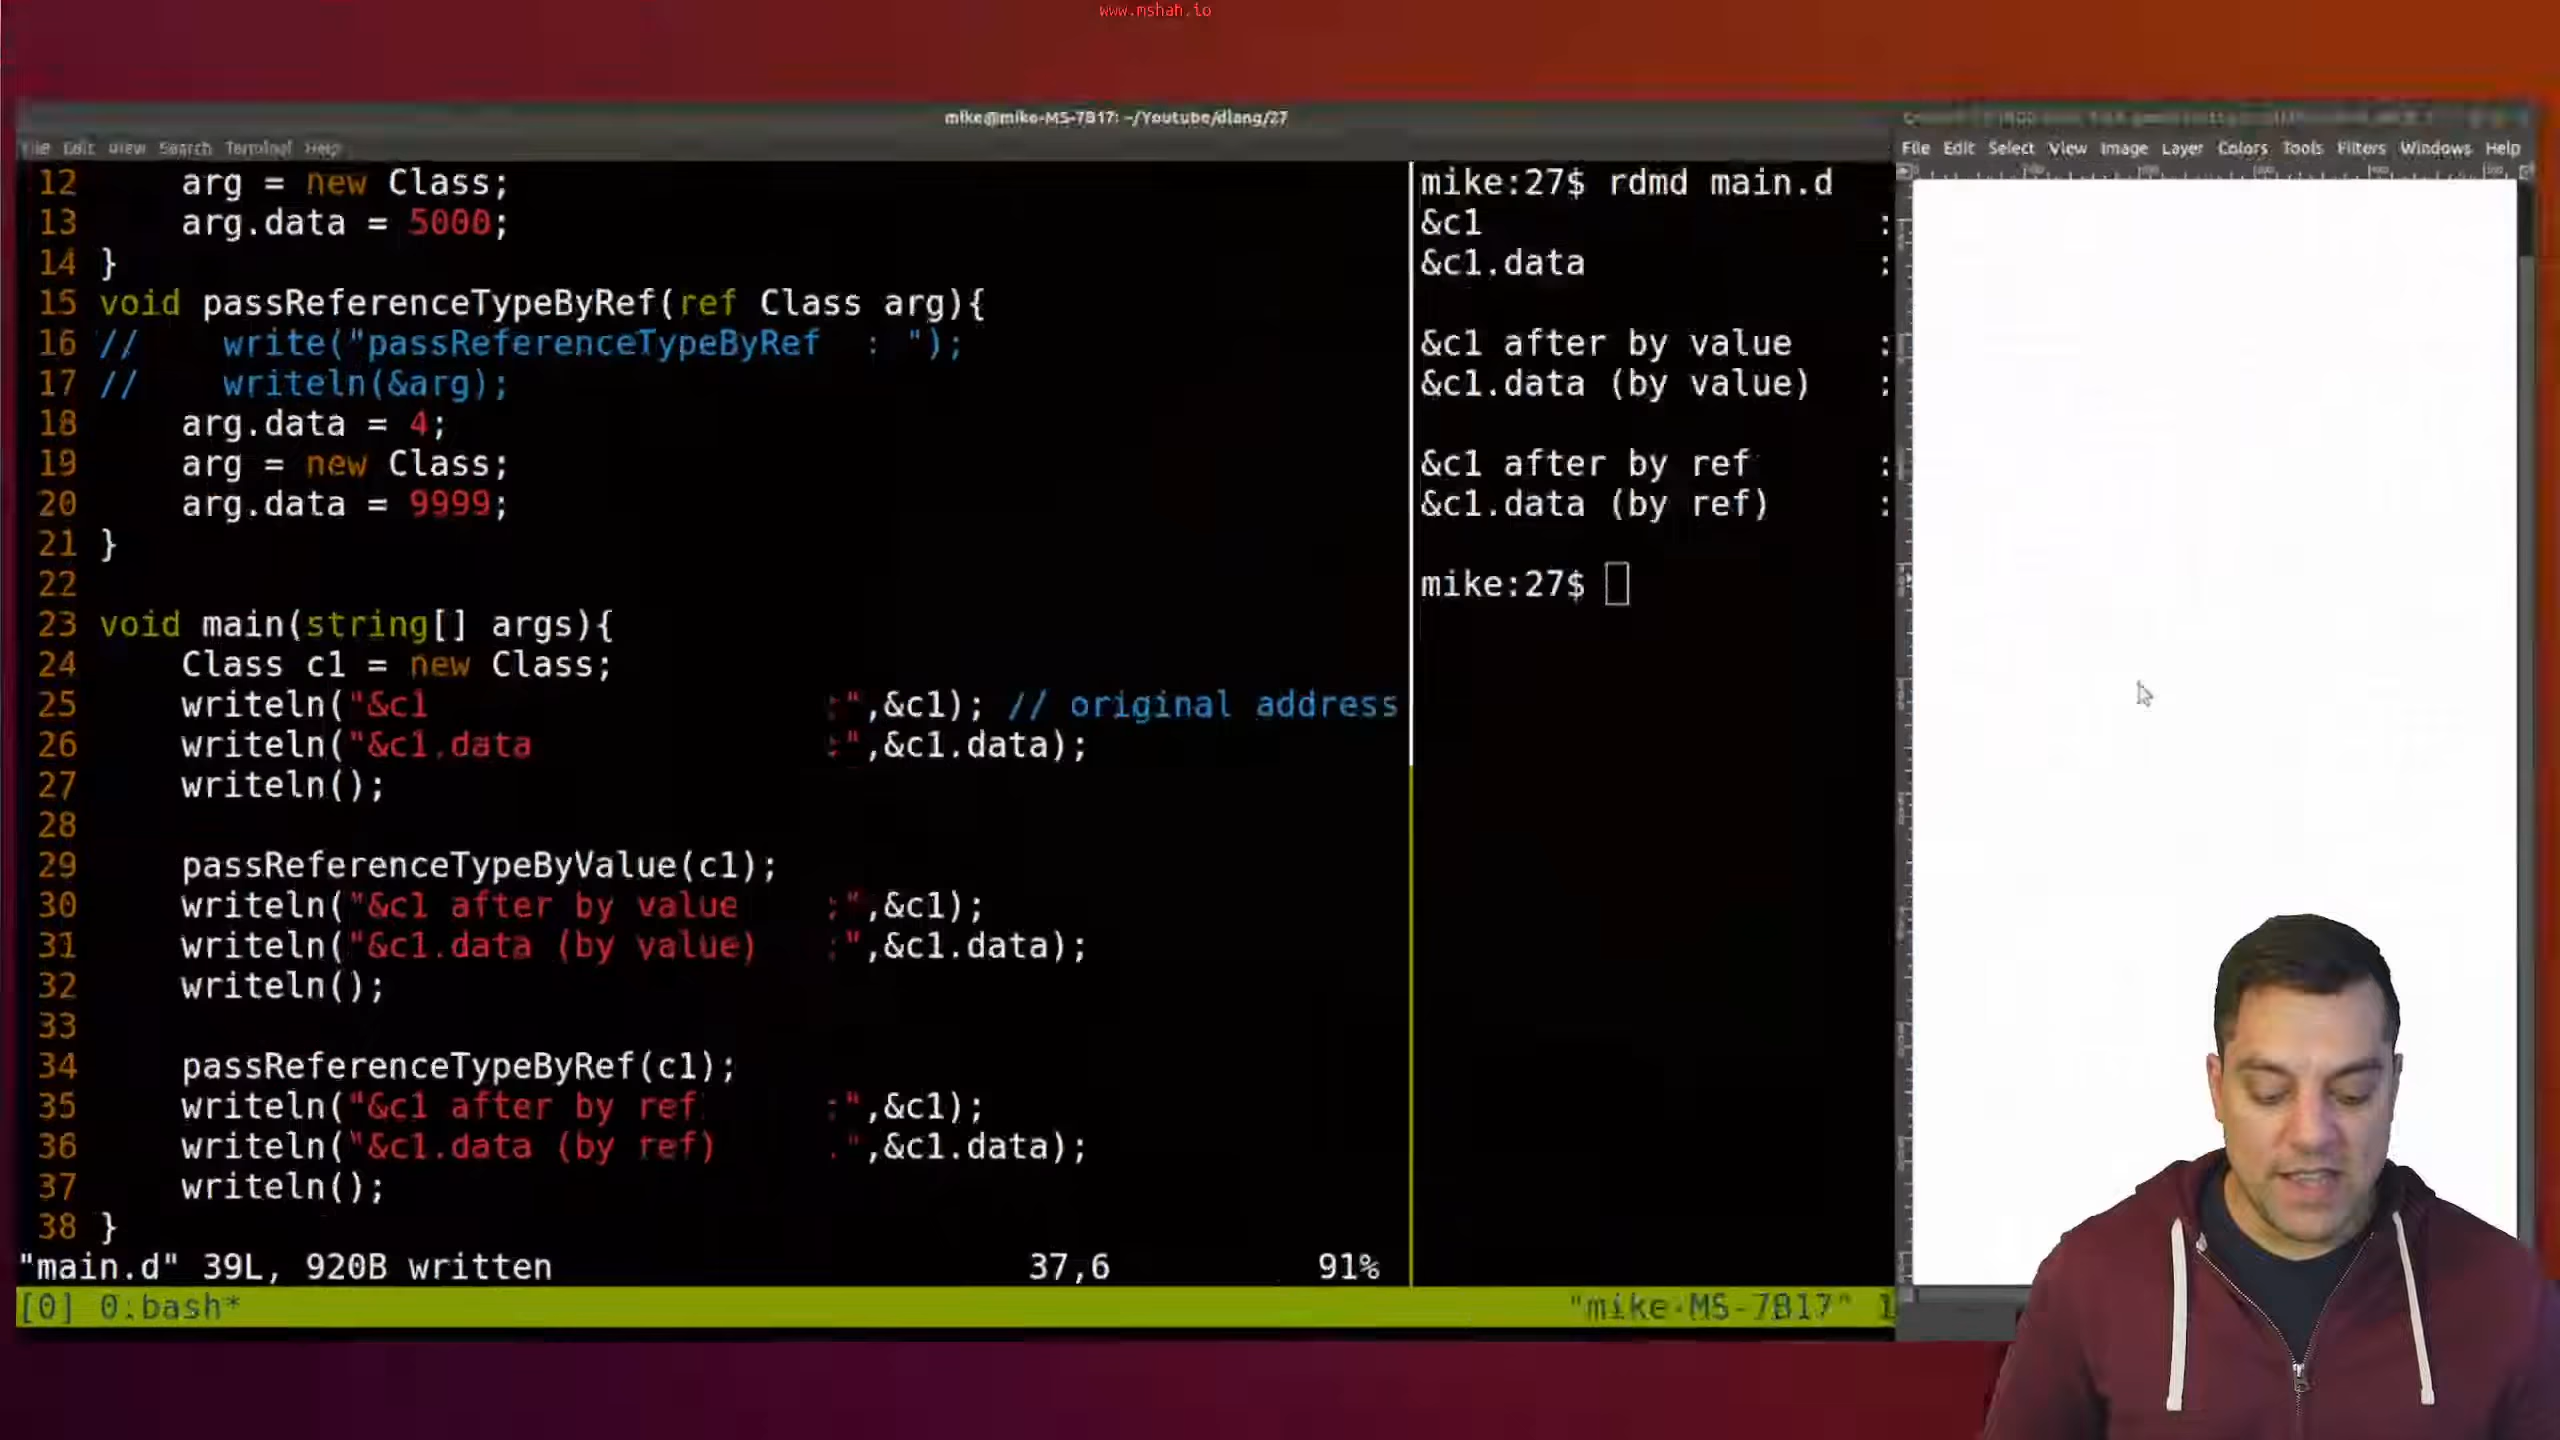 www.mshah.io
mike@mike-MS-7B17: ~/Youtube/dlang/27
File Edit View Search Terminal Help
File Edit Select View Image Layer Colors Tools Filters Windows Help
12     arg = new Class;
13     arg.data = 5000;
14 }
15 void passReferenceTypeByRef(ref Class arg){
16 //    write("passReferenceTypeByRef  : ");
17 //    writeln(&arg);
18     arg.data = 4;
19     arg = new Class;
20     arg.data = 9999;
21 }
22
23 void main(string[] args){
24     Class c1 = new Class;
25     writeln("&c1                   :",&c1); // original address
26     writeln("&c1.data              :",&c1.data);
27     writeln();
28
29     passReferenceTypeByValue(c1);
30     writeln("&c1 after by value    :",&c1);
31     writeln("&c1.data (by value)   :",&c1.data);
32     writeln();
33
34     passReferenceTypeByRef(c1);
35     writeln("&c1 after by ref      :",&c1);
36     writeln("&c1.data (by ref)     :",&c1.data);
37     writeln();
38 }
"main.d" 39L, 920B written                       37,6          91%
mike:27$ rdmd main.d
&c1                   :
&c1.data              :
&c1 after by value    :
&c1.data (by value)   :
&c1 after by ref      :
&c1.data (by ref)     :
mike:27$
[0] 0:bash*                    "mike-MS-7B17" 1